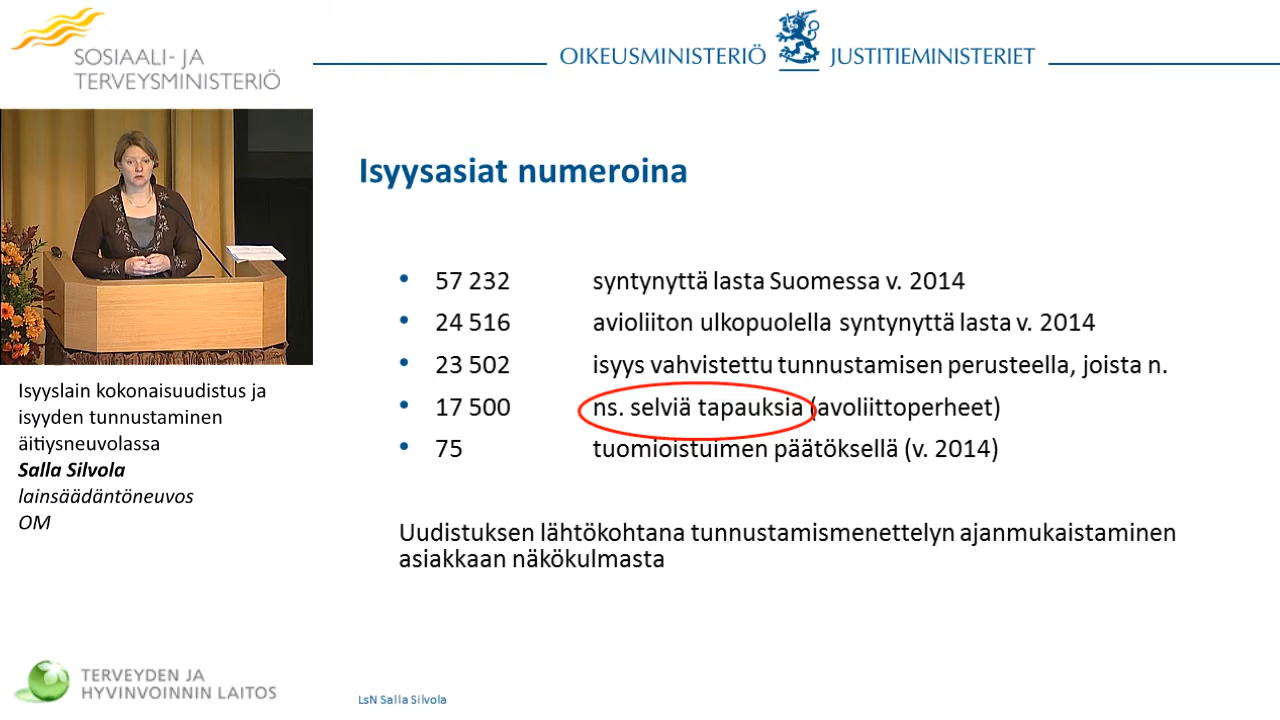 SOSIAALI- JA
TERVEYSMINISTERIÖ
OIKEUSMINISTERIÖ JUSTITIEMINISTERIET
Isyyslain kokonaisuudistus ja
isyyden tunnustaminen
äitiysneuvolassa
Salla Silvola
lainsäädäntöneuvos
OM
Isyysasiat numeroina
• 57 232 syntynyttä lasta Suomessa v. 2014
• 24 516 avioliiton ulkopuolella syntynyttä lasta v. 2014
• 23 502 isyys vahvistettu tunnustamisen perusteella, joista n.
• 17 500 ns. selviä tapauksia (avoliittoperheet)
• 75 tuomioistuimen päätöksellä (v. 2014)
Uudistuksen lähtökohtana tunnustamismenettelyn ajanmukaistaminen
asiakkaan näkökulmasta
TERVEYDEN JA
HYVINVOINNIN LAITOS
LsN Salla Silvola